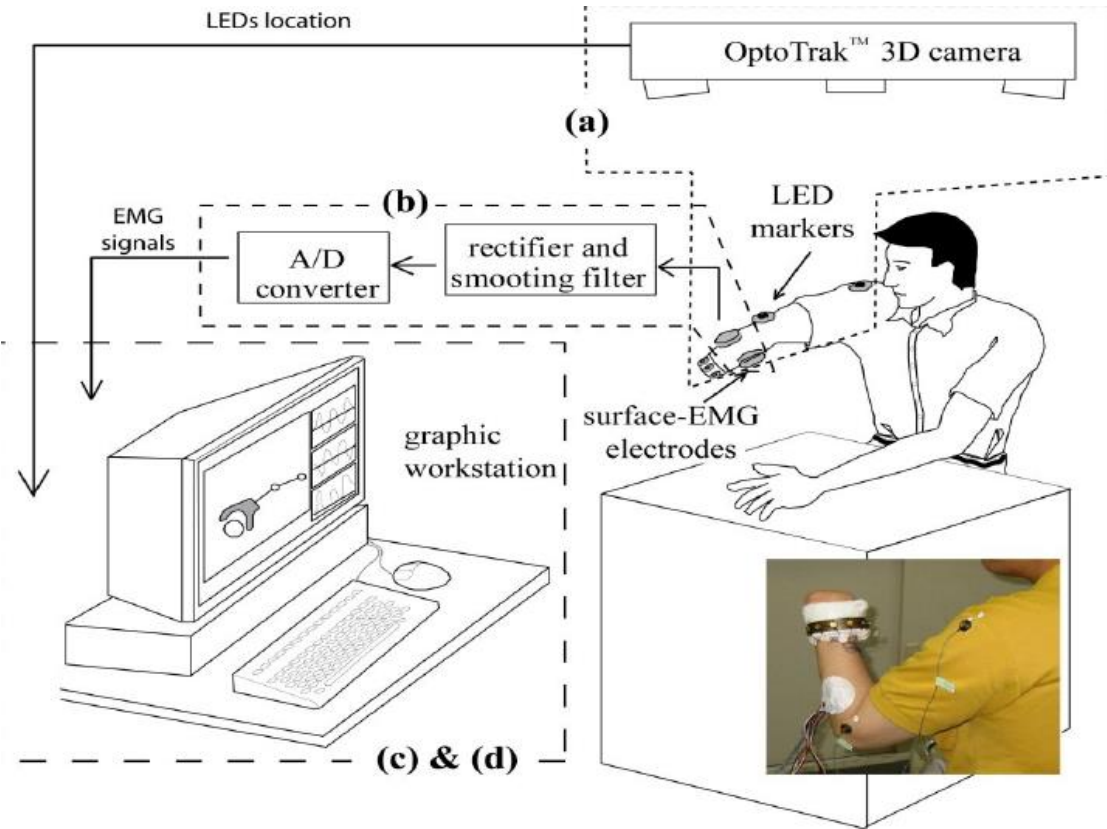 LEDs location
OptoTrak™ 3D camera
(a)
(b)
LED
markers
EMG
signals
A/D
converter
rectifier and
smooting filter
surface-EMG
electrodes
graphic
workstation
(c) & (d)